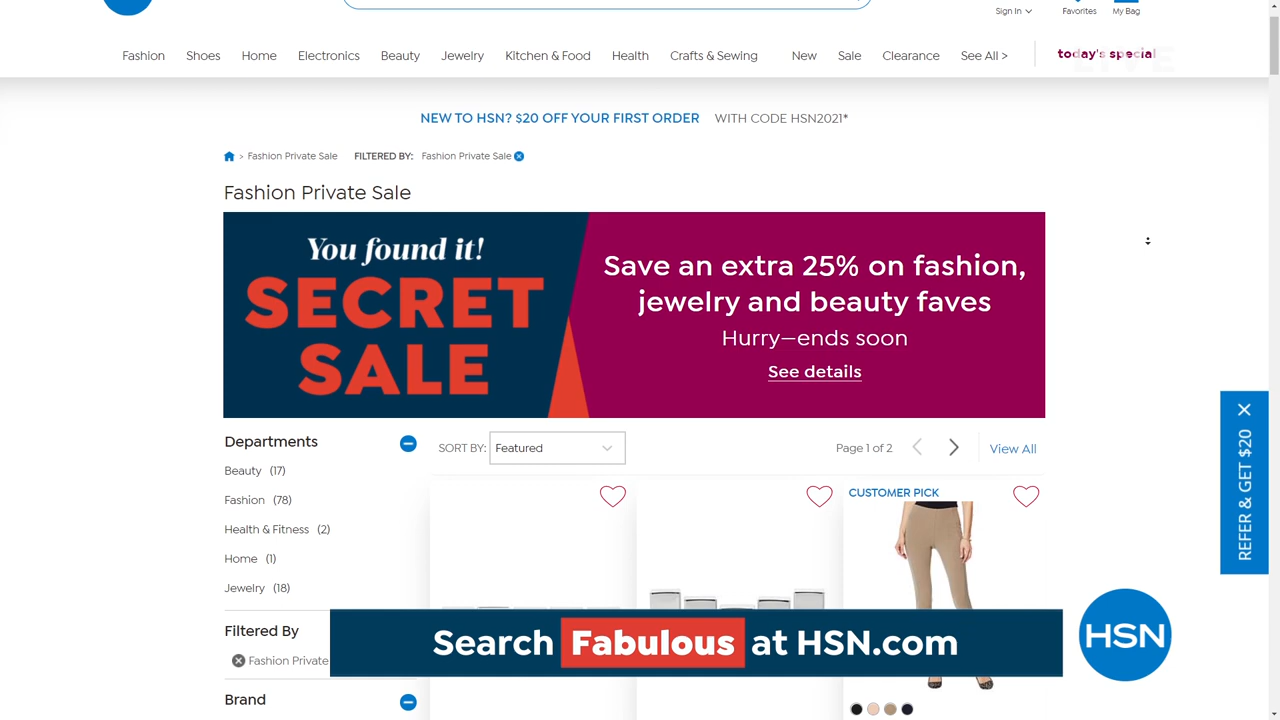 Sign In
Favorites
My Bag
Fashion Shoes Home Electronics Beauty Jewelry Kitchen & Food Health Crafts & Sewing New Sale Clearance See All >
today's special
NEW TO HSN? $20 OFF YOUR FIRST ORDER WITH CODE HSN2021*
> Fashion Private Sale FILTERED BY: Fashion Private Sale
Fashion Private Sale
You found it!
SECRET
SALE
Save an extra 25% on fashion,
jewelry and beauty faves
Hurry—ends soon
See details
REFER & GET $20
Departments
Beauty (17)
Fashion (78)
Health & Fitness (2)
Home (1)
Jewelry (18)
Filtered By
Fashion Private
Brand
SORT BY: Featured
Page 1 of 2
View All
CUSTOMER PICK
Search Fabulous at HSN.com
HSN